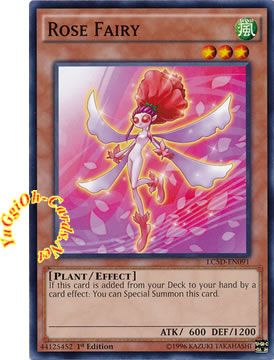 ROSE FAIRY
風
YuGgiOh-Cards.Net
LC5D-EN091
[PLANT / EFFECT]
If this card is added from your Deck to your hand by a
card effect: You can Special Summon this card.
ATK/ 600 DEF/1200
44125452 1st Edition ©1996 KAZUKI TAKAHASHI